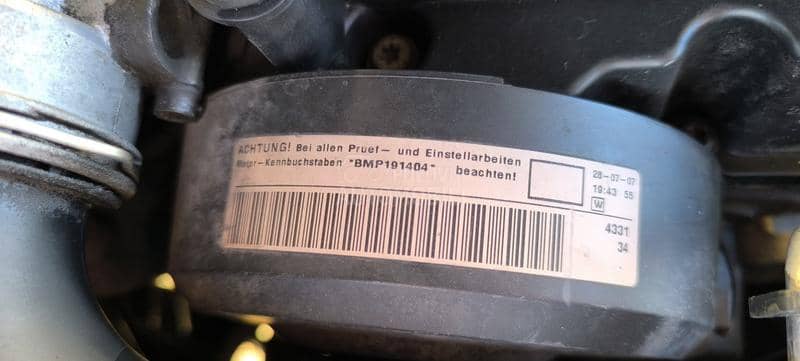 ACHTUNG! Bei allen Pruef- und Einstellarbeiten
Motor-Kennbuchstaben "BMP191404" beachten!
28-07-07
19:43 55
W
4331
34